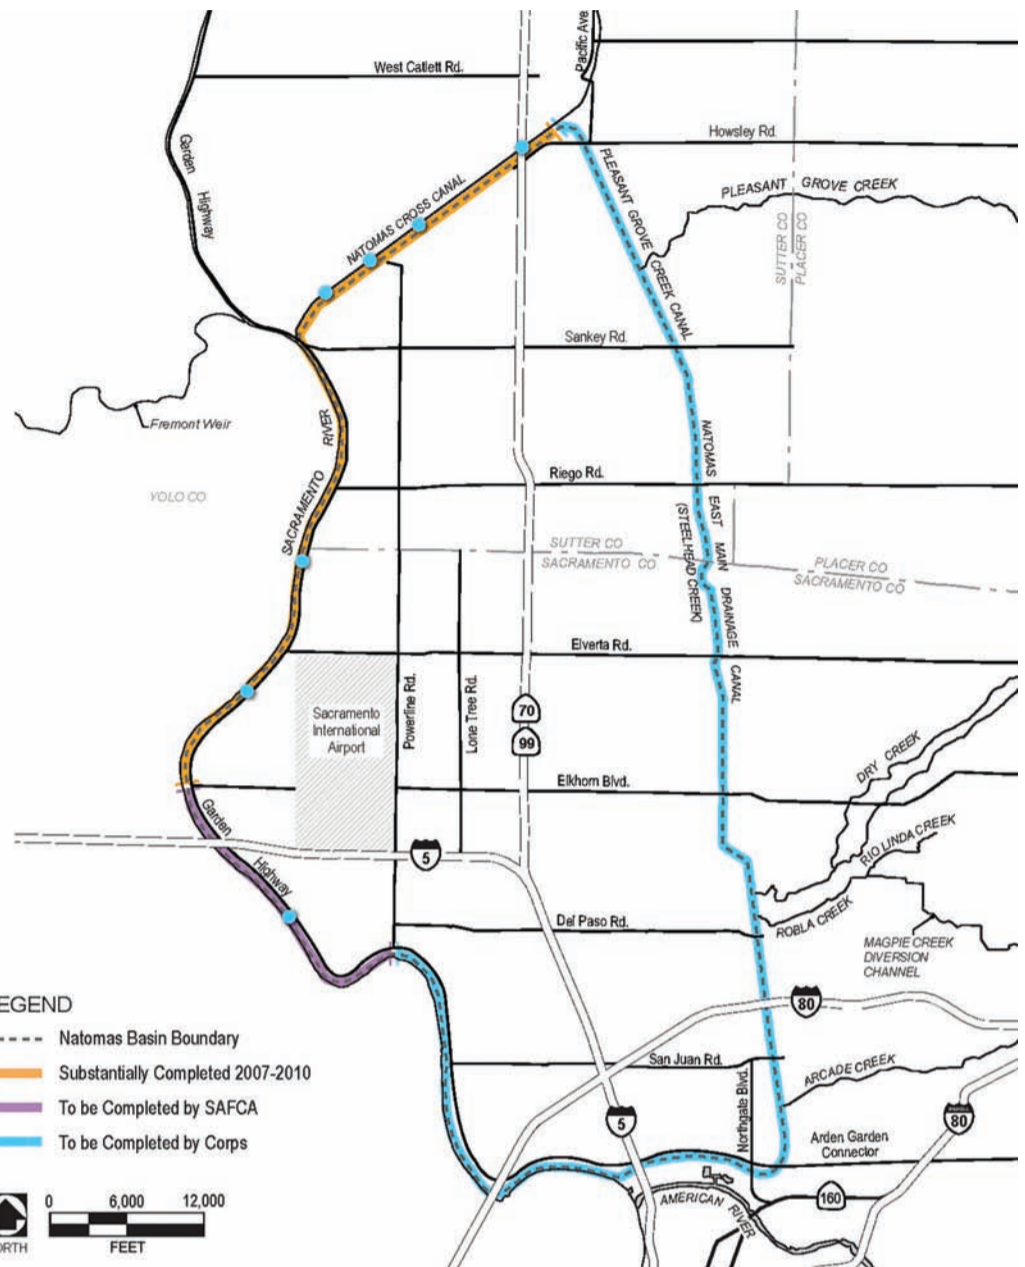 Pacific Ave
West Catlett Rd.
Howsley Rd.
Garden
Highway
NATOMAS CROSS CANAL
PLEASANT GROVE CREEK CANAL
PLEASANT GROVE CREEK
SUTTER CO
PLACER CO
Sankey Rd.
Fremont Weir
RIVER
SACRAMENTO
YOLO CO
Riego Rd.
NATOMAS EAST MAIN DRAINAGE CANAL
(STEELHEAD CREEK)
SUTTER CO
SACRAMENTO CO
PLACER CO
SACRAMENTO CO
Elverta Rd.
Sacramento
International
Airport
Powerline Rd.
Lone Tree Rd.
70
99
Elkhorn Blvd.
DRY CREEK
Garden
Highway
5
RIO LINDA CREEK
Del Paso Rd.
ROBLA CREEK
MAGPIE CREEK
DIVERSION
CHANNEL
80
San Juan Rd.
ARCADE CREEK
Northgate Blvd.
5
80
Arden Garden
Connector
160
AMERICAN RIVER
EGEND
Natomas Basin Boundary
Substantially Completed 2007-2010
To be Completed by SAFCA
To be Completed by Corps
0 6,000 12,000
FEET
ORTH